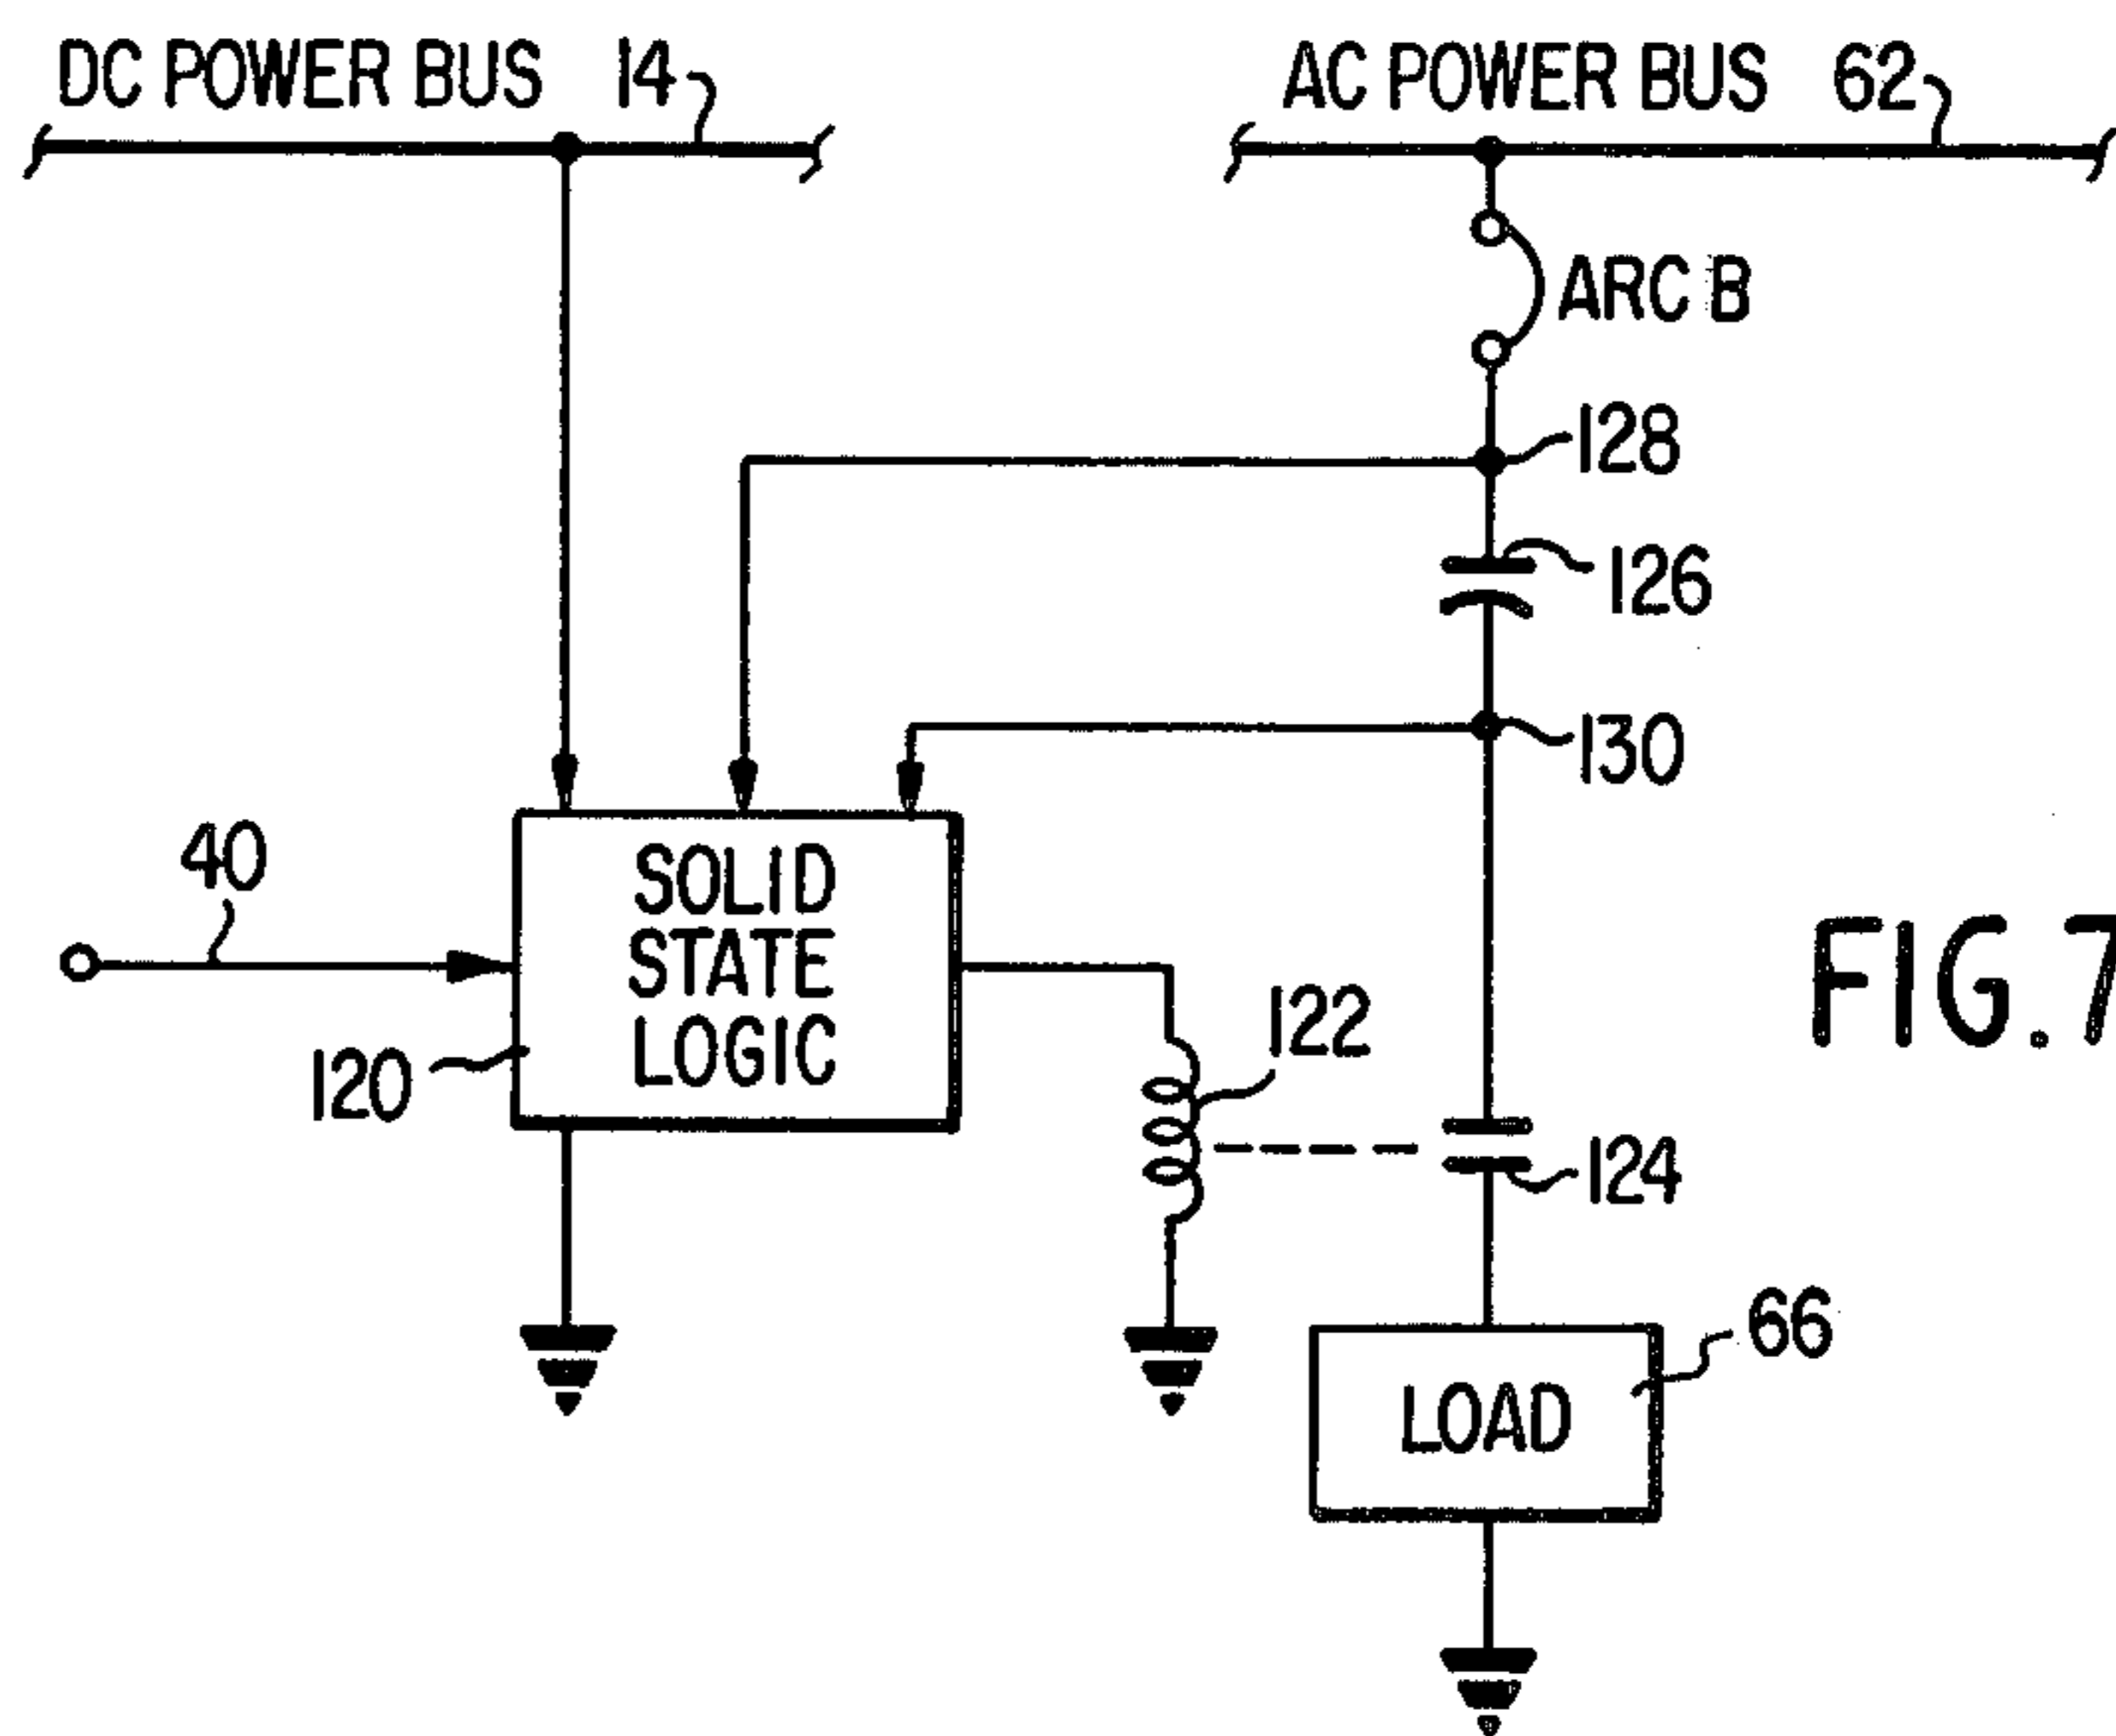 DC POWER BUS 14
AC POWER BUS 62
ARC B
128
126
130
40
SOLID
STATE
LOGIC
FIG. 7
120
122
124
66
LOAD